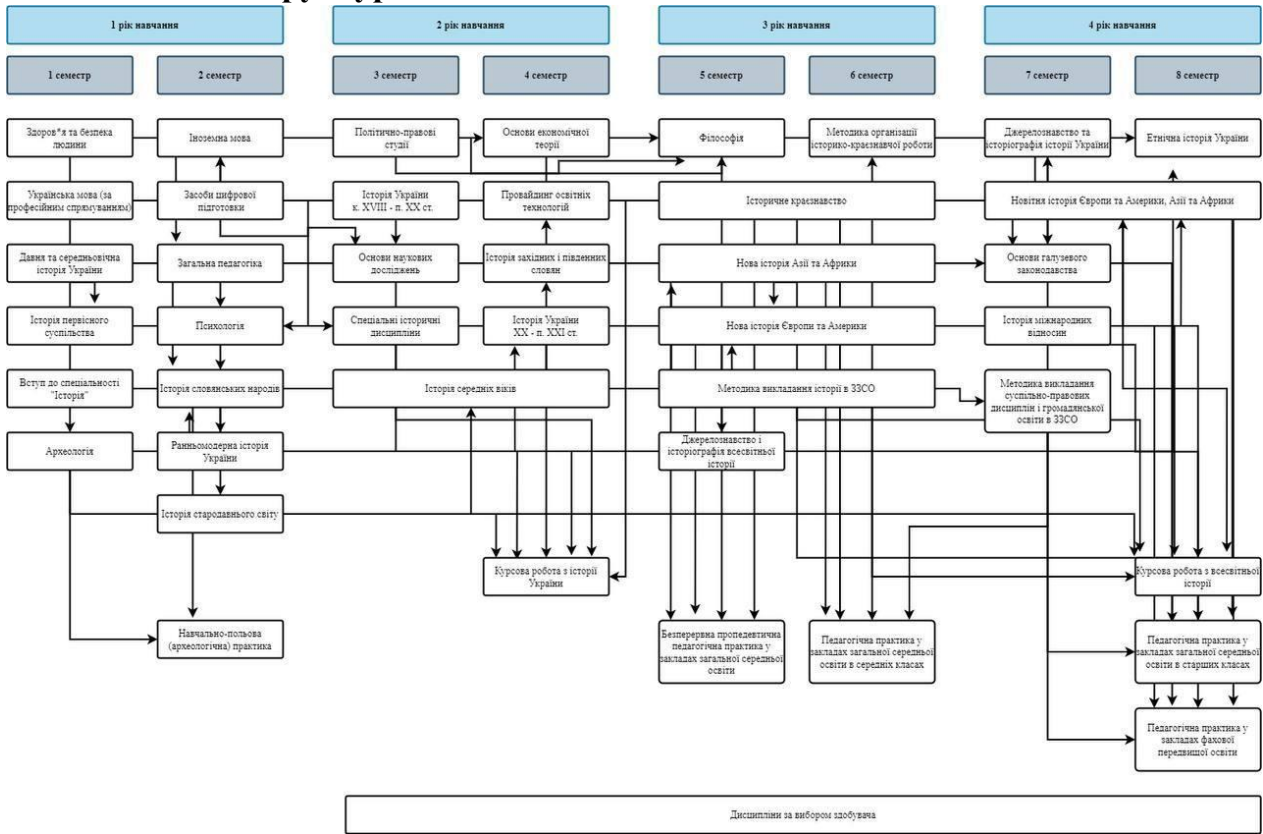 1 рік навчання
2 рік навчання
3 рік навчання
4 рік навчання
1 семестр
2 семестр
3 семестр
4 семестр
5 семестр
6 семестр
7 семестр
8 семестр
Здоров*я та безпека
людини
Іноземна мова
Політично-правові
студії
Основи економічної
теорії
Філософія
Методика організації
історико-краєзнавчої роботи
Джерелознавство та
історіографія історії України
Етнічна історія України
Українська мова (за
професійним спрямуванням)
Засоби цифрової
підготовки
Історія України
к. XVIII - п. XX ст.
Провайдинг освітніх
технологій
Історичне краєзнавство
Новітня історія Європи та Америки, Азії та Африки
Давня та середньовічна
історія України
Загальна педагогіка
Основи наукових
досліджень
Історія західних і південних
слов'ян
Нова історія Азії та Африки
Основи галузевого
законодавства
Історія первісного
суспільства
Психологія
Спеціальні історичні
дисципліни
Історія України
XX - п. XXI ст.
Нова історія Європи та Америки
Історія міжнародних
відносин
Вступ до спеціальності
"Історія"
Історія словянських народів
Історія середніх віків
Методика викладання історії в ЗЗСО
Методика викладання
суспільно-правових
дисциплін і громадянської
освіти в ЗЗСО
Археологія
Ранньомодерна історія
України
Джерелознавство і
історіографія всесвітньої
історії
Історія стародавнього світу
Курсова робота з історії
України
Курсова робота з всесвітньої
історії
Навчально-польова
(археологічна) практика
Безперервна пропедевтична
педагогічна практика у
закладах загальної середньої
освіти
Педагогічна практика у
закладах загальної середньої
освіти в середніх класах
Педагогічна практика у
закладах загальної середньої
освіти в старших класах
Педагогічна практика у
закладах фахової
передвищої освіти
Дисципліни за вибором здобувача